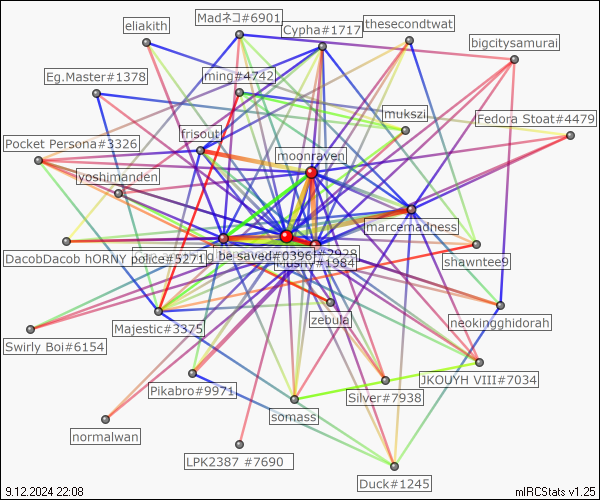 eliakith
Madネコ#6901
Cypha#1717
thesecondtwat
bigcitysamurai
Eg.Master#1378
ming#4742
mukszi
Fedora Stoat#4479
frisout
Pocket Persona#3326
moonraven
yoshimanden
marcemadness
DacobDacob hORNY police#5271
be saved#0396
#1984
shawntee9
zebula
neokingghidorah
Majestic#3375
Swirly Boi#6154
JKOUYH VIII#7034
Pikabro#9971
Silver#7938
somass
normalwan
LPK2387 #7690
Duck#1245
9.12.2024 22:08
mIRCStats v1.25